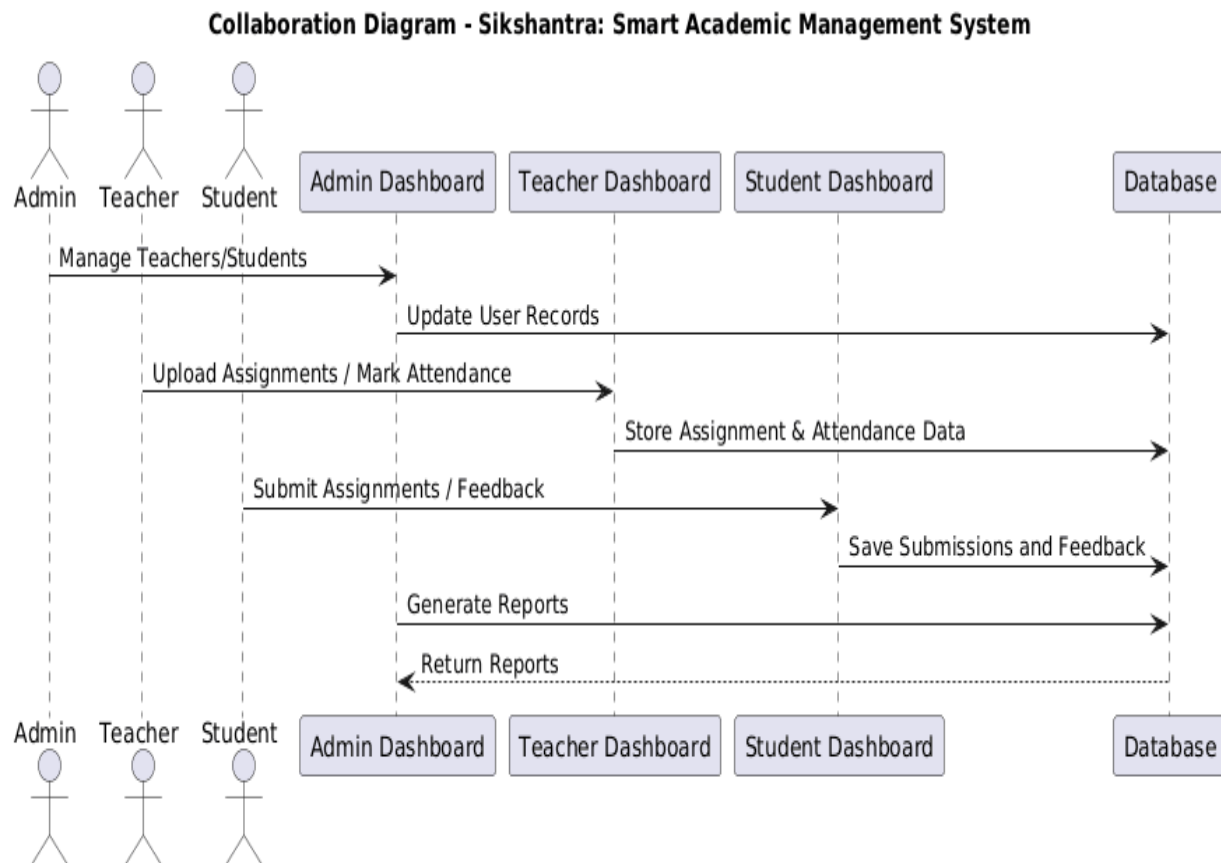 Collaboration Diagram - Sikshantra: Smart Academic Management System
Admin
Teacher
Student
Admin Dashboard
Teacher Dashboard
Student Dashboard
Database
Manage Teachers/Students
Update User Records
Upload Assignments / Mark Attendance
Store Assignment & Attendance Data
Submit Assignments / Feedback
Save Submissions and Feedback
Generate Reports
Return Reports
Admin
Teacher
Student
Admin Dashboard
Teacher Dashboard
Student Dashboard
Database